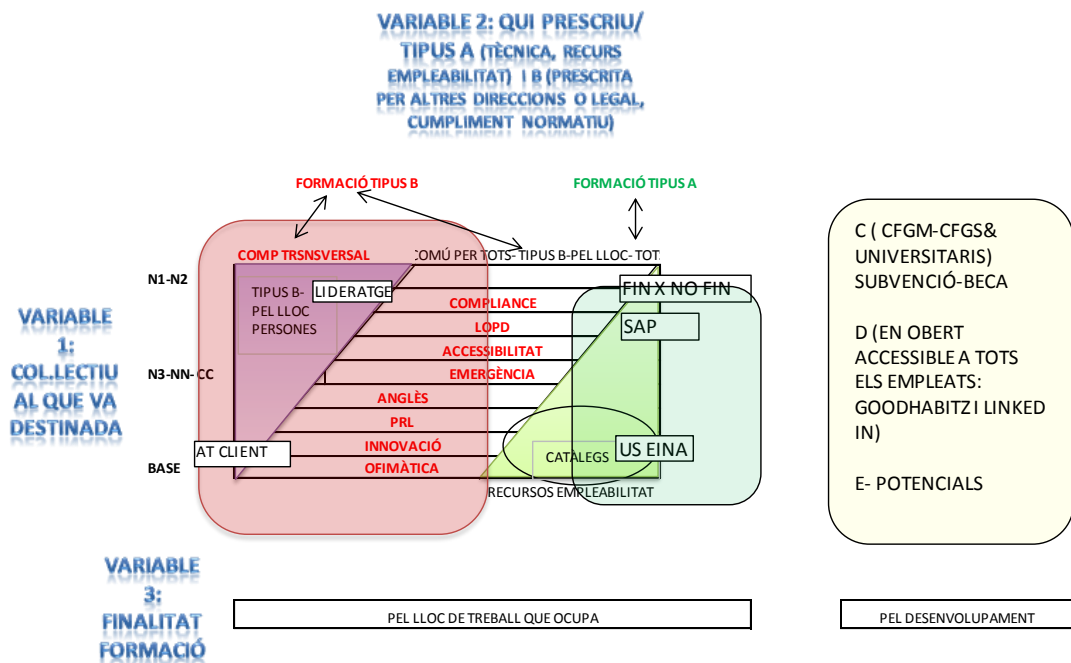 VARIABLE 2: QUI PRESCRIU/
TIPUS A (TÈCNICA, RECURS
EMPLEABILITAT) I B (PRESCRITA
PER ALTRES DIRECCIONS O LEGAL,
CUMPLIMENT NORMATIU)
FORMACIÓ TIPUS B
FORMACIÓ TIPUS A
COMP TRSNSVERSAL
COMÚ PER TOTS- TIPUS B-PEL LLOC- TOT
N1-N2
TIPUS B-
PEL LLOC
PERSONES
LIDERATGE
FIN X NO FIN
COMPLIANCE
SAP
LOPD
ACCESSIBILITAT
N3-NN- CC
EMERGÈNCIA
ANGLÈS
PRL
AT CLIENT
INNOVACIÓ
US EINA
CATÀLEGS
BASE
OFIMÀTICA
RECURSOS EMPLEABILITAT
VARIABLE
1:
COL.LECTIU
AL QUE VA
DESTINADA
C ( CFGM-CFGS&
UNIVERSITARIS)
SUBVENCIÓ-BECA
D (EN OBERT
ACCESSIBLE A TOTS
ELS EMPLEATS:
GOODHABITZ I LINKED
IN)
E- POTENCIALS
VARIABLE
3:
FINALITAT
FORMACIÓ
PEL LLOC DE TREBALL QUE OCUPA
PEL DESENVOLUPAMENT